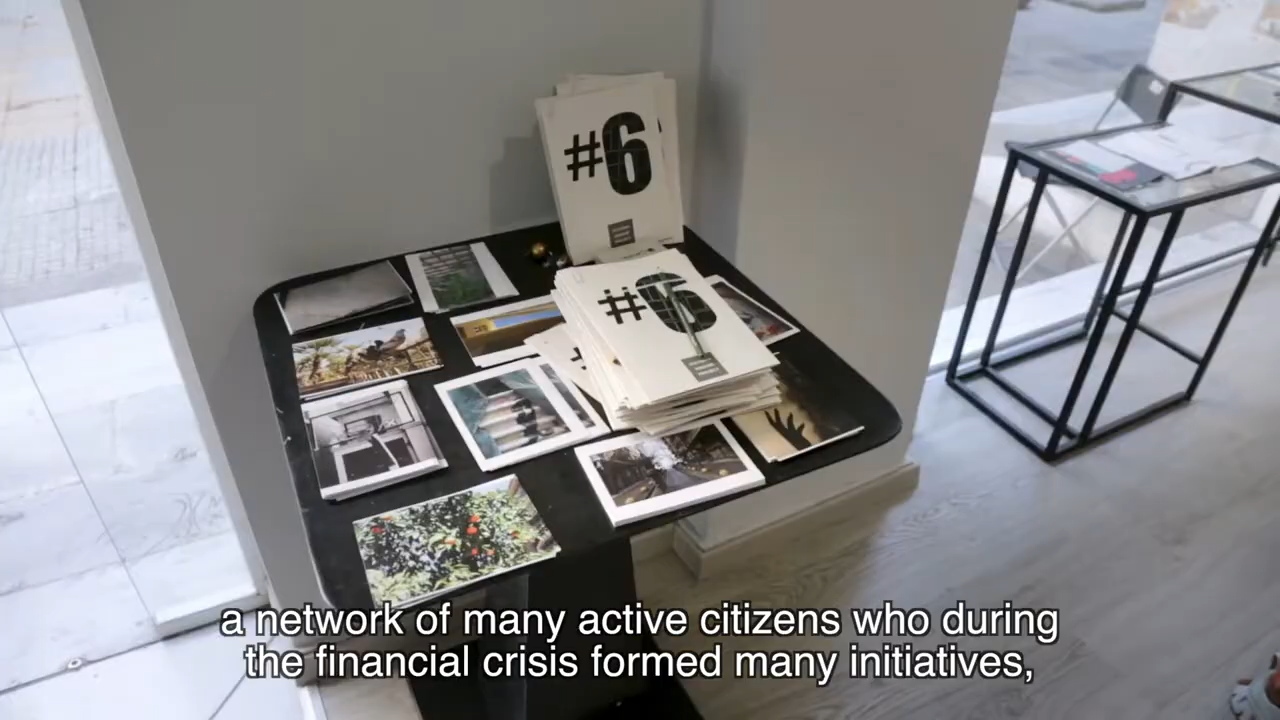 #6
#6
a network of many active citizens who during
the financial crisis formed many initiatives,